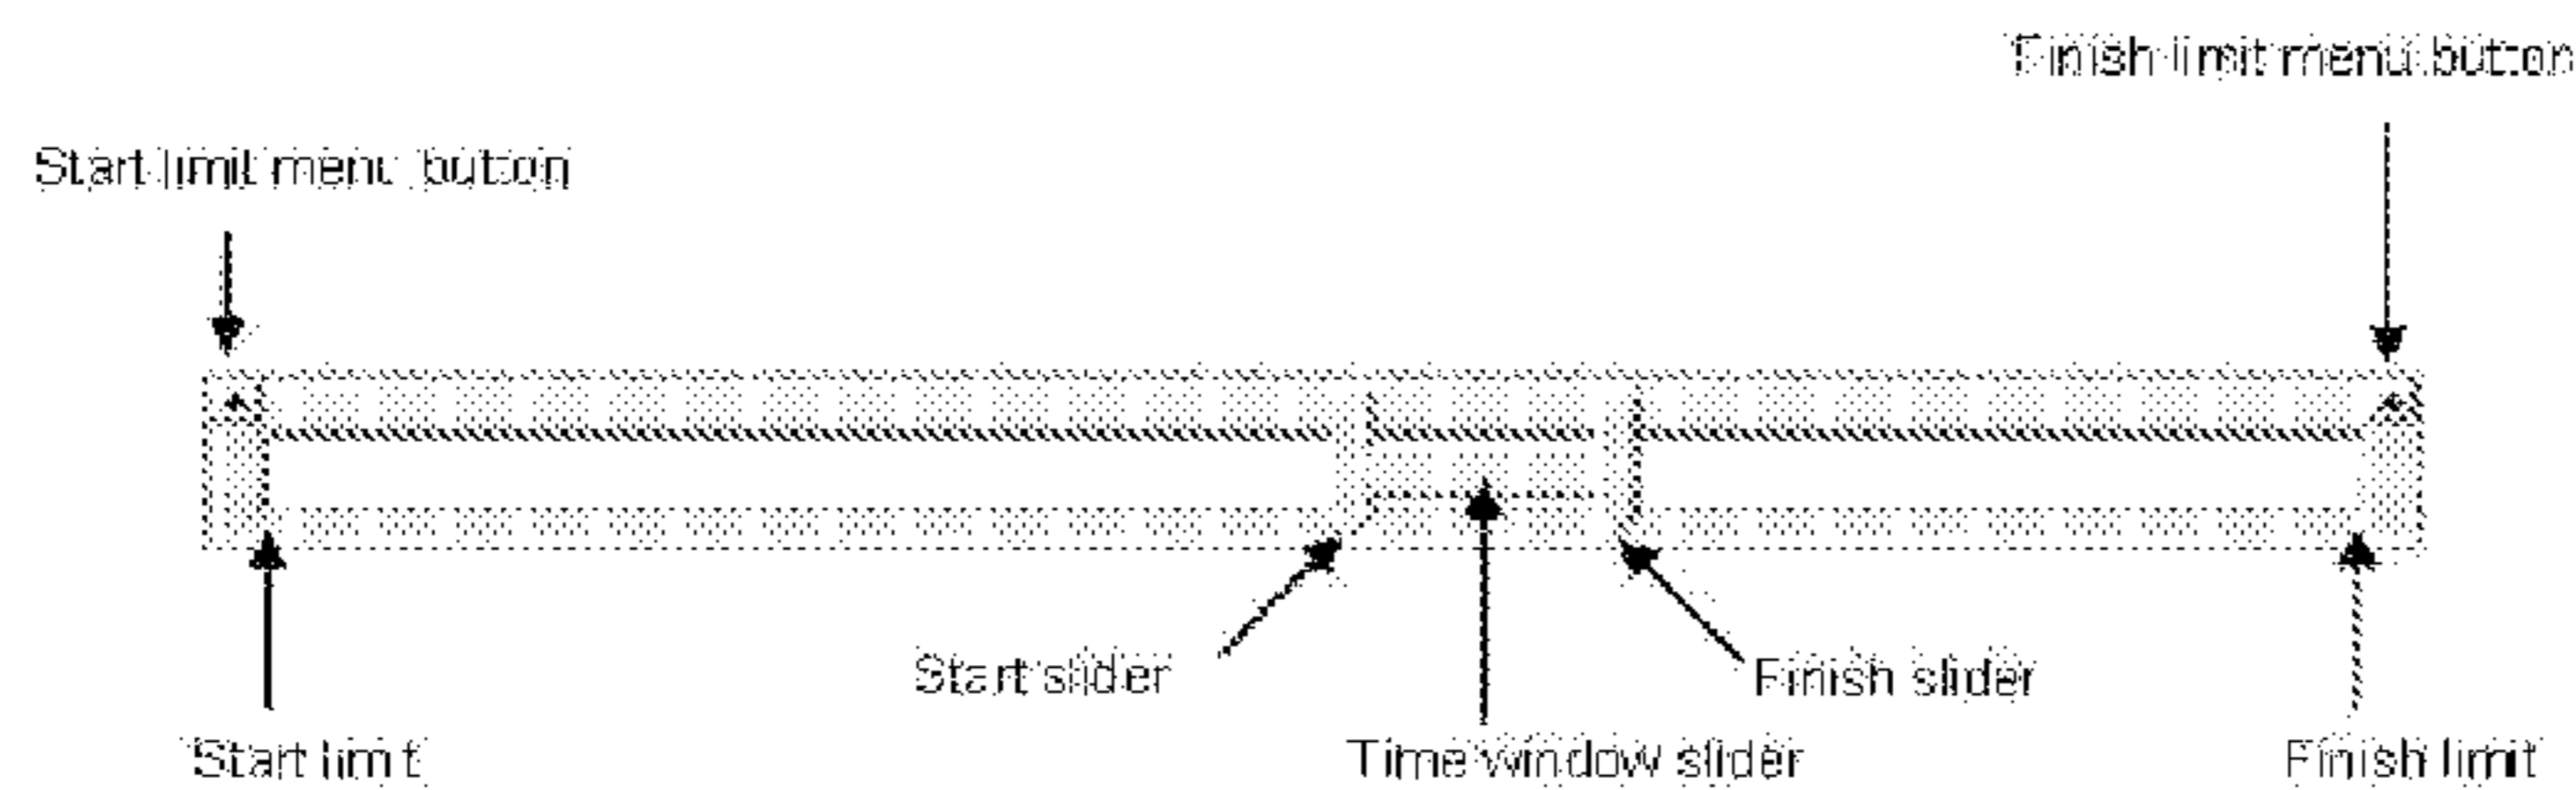 Finish limit menu button
Start limit menu button
Start slider
Finish slider
Start limit
Time window slider
Finish limit